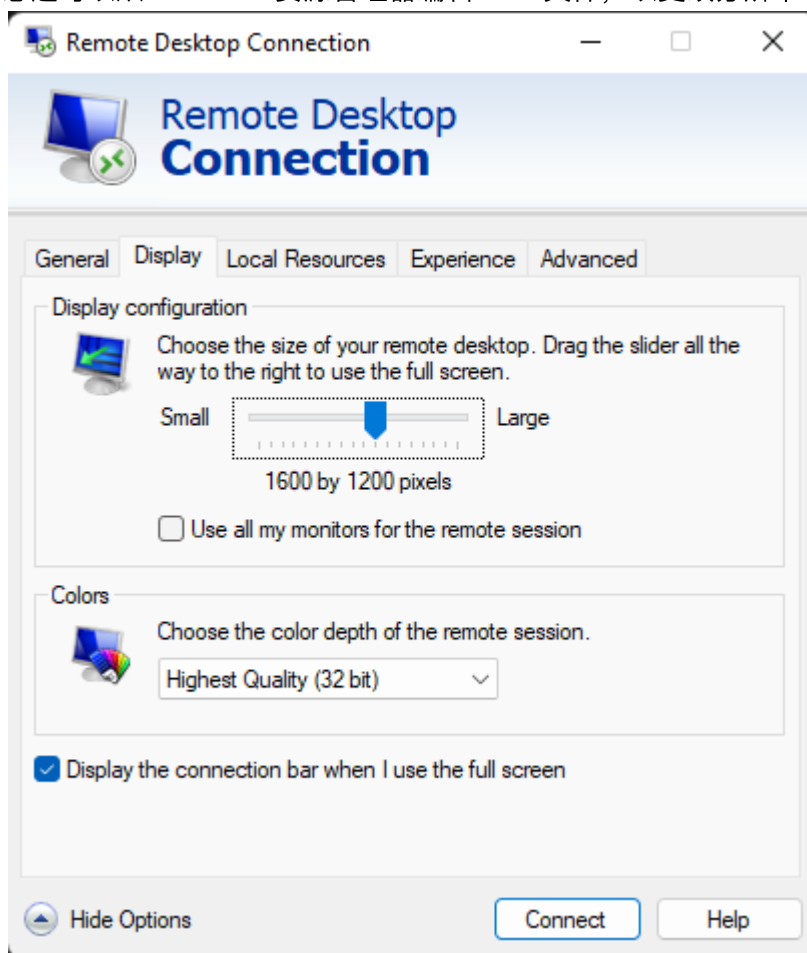 Remote Desktop Connection
Remote Desktop
Connection
General Display Local Resources Experience Advanced
Display configuration
Choose the size of your remote desktop. Drag the slider all the
way to the right to use the full screen.
Small Large
1600 by 1200 pixels
Use all my monitors for the remote session
Colors
Choose the color depth of the remote session.
Highest Quality (32 bit)
Display the connection bar when I use the full screen
Hide Options Connect Help